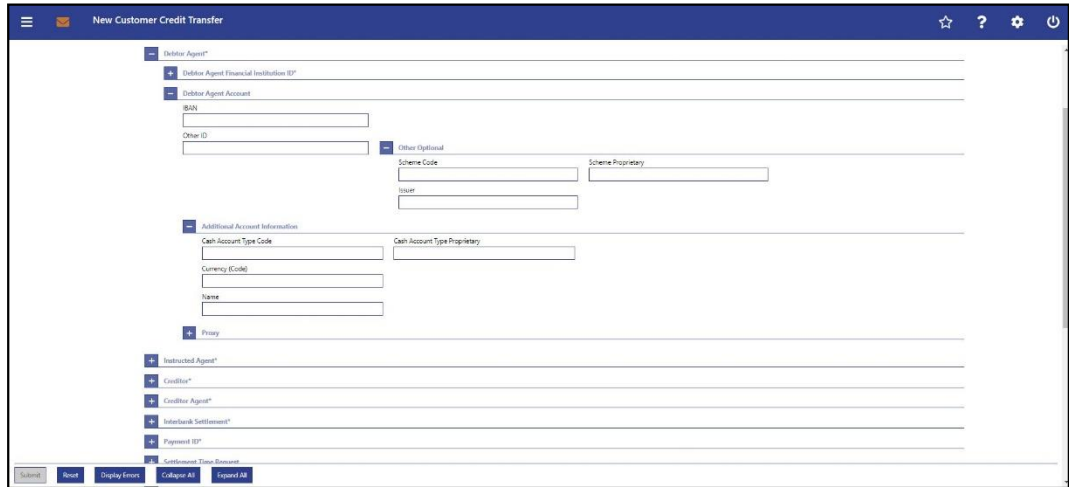 New Customer Credit Transfer
?
Debtor Agent*
Debtor Agent Financial Institution ID*
Debtor Agent Account
IBAN
Other ID
Other Optional
Scheme Code Scheme Proprietary
Issuer
Additional Account Information
Cash Account Type Code Cash Account Type Proprietary
Currency (Code)
Name
Proxy
Instructed Agent*
Creditor*
Creditor Agent*
Interbank Settlement*
Payment ID*
Settlement Time Request
Submit Reset Display Errors Collapse All Expand All